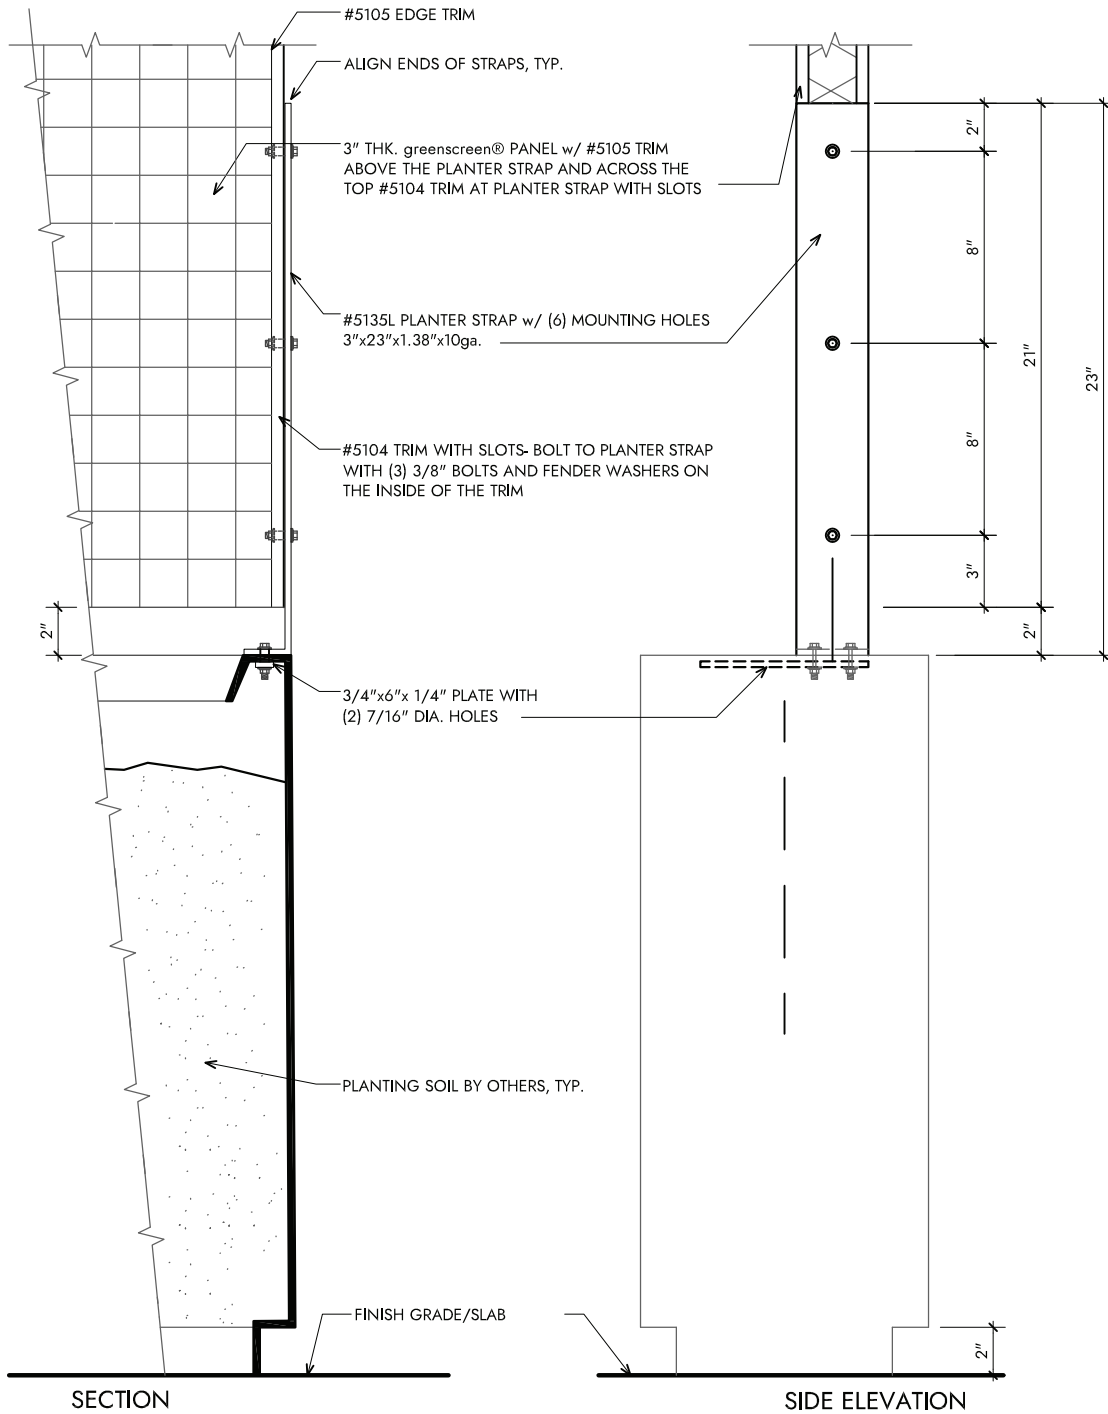 #5105 EDGE TRIM
ALIGN ENDS OF STRAPS, TYP.
3" THK. greenscreen® PANEL w/ #5105 TRIM
ABOVE THE PLANTER STRAP AND ACROSS THE
TOP #5104 TRIM AT PLANTER STRAP WITH SLOTS
#5135L PLANTER STRAP w/ (6) MOUNTING HOLES
3"x23"x1.38"x10ga.
#5104 TRIM WITH SLOTS- BOLT TO PLANTER STRAP
WITH (3) 3/8" BOLTS AND FENDER WASHERS ON
THE INSIDE OF THE TRIM
3/4"x6"x 1/4" PLATE WITH
(2) 7/16" DIA. HOLES
PLANTING SOIL BY OTHERS, TYP.
FINISH GRADE/SLAB
2"
2"
8"
8"
3"
21"
2"
23"
2"
SECTION
SIDE ELEVATION